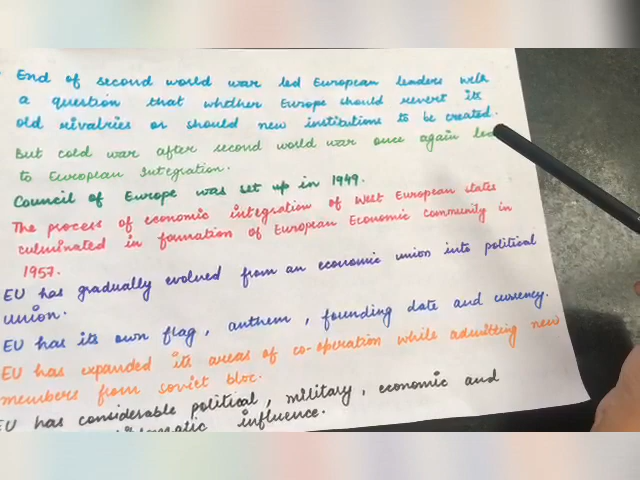 End of second world war led European leaders with
a question that whether Europe should revert its
old rivalries or should new institutions to be created.
But cold war after second world war once again led
to European Integration.
Council of Europe was set up in 1949.
The process of economic integration of West European states
culminated in formation of European Economic community in
1957.
EU has gradually evolved from an economic union into political
union.
EU has its own flag, anthem, founding date and currency.
EU has expanded its areas of co-operation while admitting new
members from soviet bloc.
EU has considerable political, military, economic and
influence.